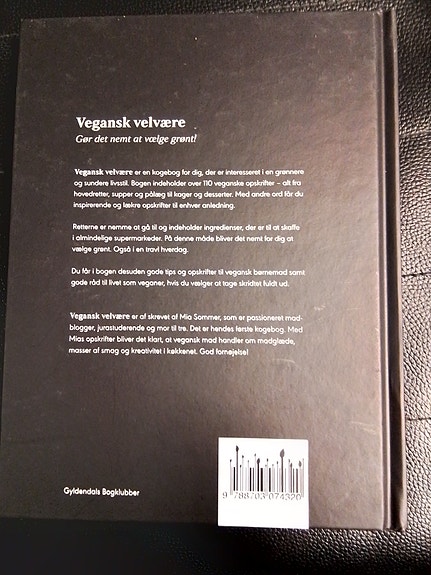 Vegansk velvære
Gør det nemt at vælge grønt!
Vegansk velvære er en kogebog for dig, der er interesseret i en grønnere
og sundere livsstil. Bogen indeholder over 110 veganske opskrifter – alt fra
hovedretter, supper og pålæg til kager og desserter. Med andre ord får du
inspirerende og lækre opskrifter til enhver anledning.
Retterne er nemme at gå til og indeholder ingredienser, der er til at skaffe
i almindelige supermarkeder. På denne måde bliver det nemt for dig at
vælge grønt. Også i en travl hverdag.
Du får i bogen desuden gode tips og opskrifter til vegansk børnemad samt
gode råd til livet som veganer, hvis du vælger at tage skridtet fuldt ud.
Vegansk velvære er af skrevet af Mia Sommer, som er passioneret mad-
blogger, jurastuderende og mor til tre. Det er hendes første kogebog. Med
Mias opskrifter bliver det klart, at vegansk mad handler om madglæde,
masser af smag og kreativitet i køkkenet. God fornøjelse!
Gyldendals Bogklubber
9 788703 074320